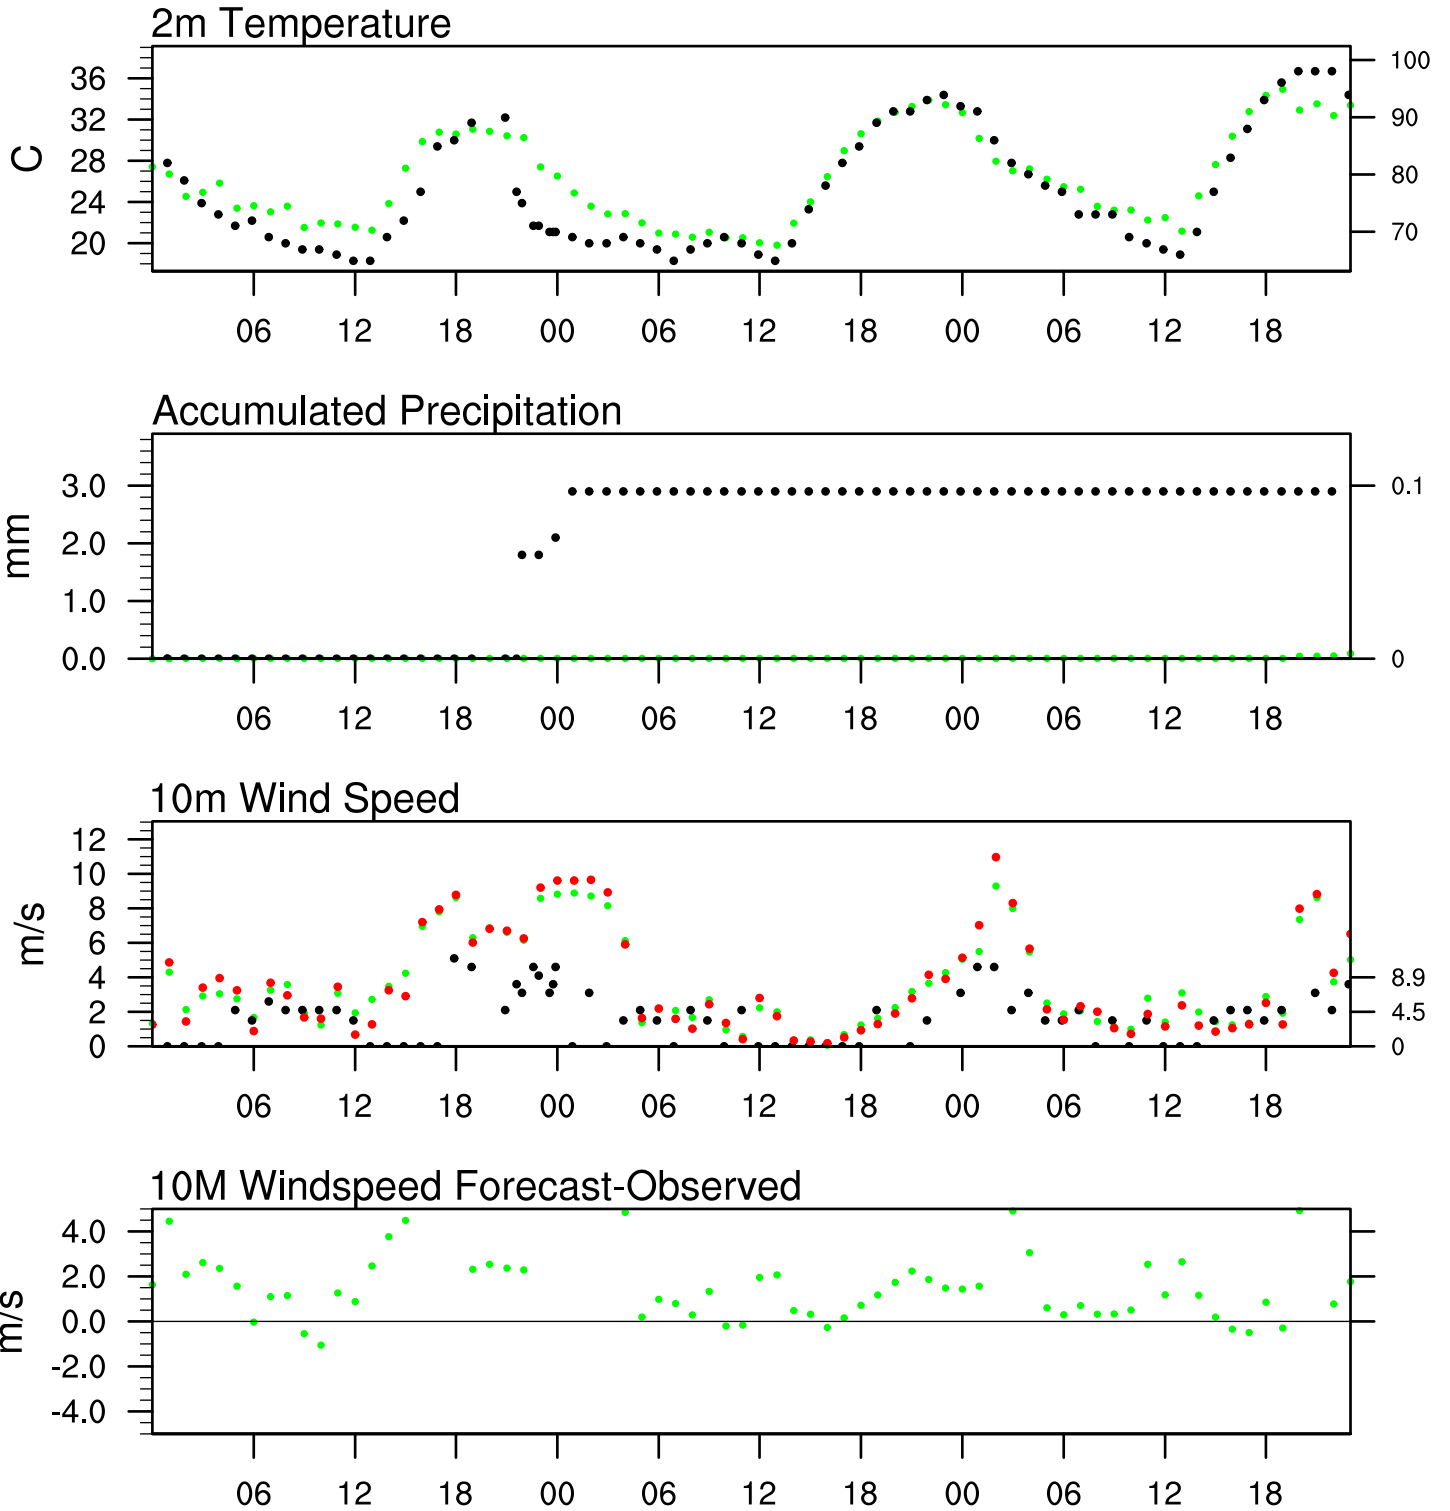 2m Temperature
36
32
28
24
20
C
100
90
80
70
06 12 18 00 06 12 18 00 06 12 18
Accumulated Precipitation
3.0
2.0
1.0
0.0
mm
0.1
0
06 12 18 00 06 12 18 00 06 12 18
10m Wind Speed
12
10
8
6
4
2
0
m/s
8.9
4.5
0
06 12 18 00 06 12 18 00 06 12 18
10M Windspeed Forecast-Observed
4.0
2.0
0.0
-2.0
-4.0
m/s
06 12 18 00 06 12 18 00 06 12 18